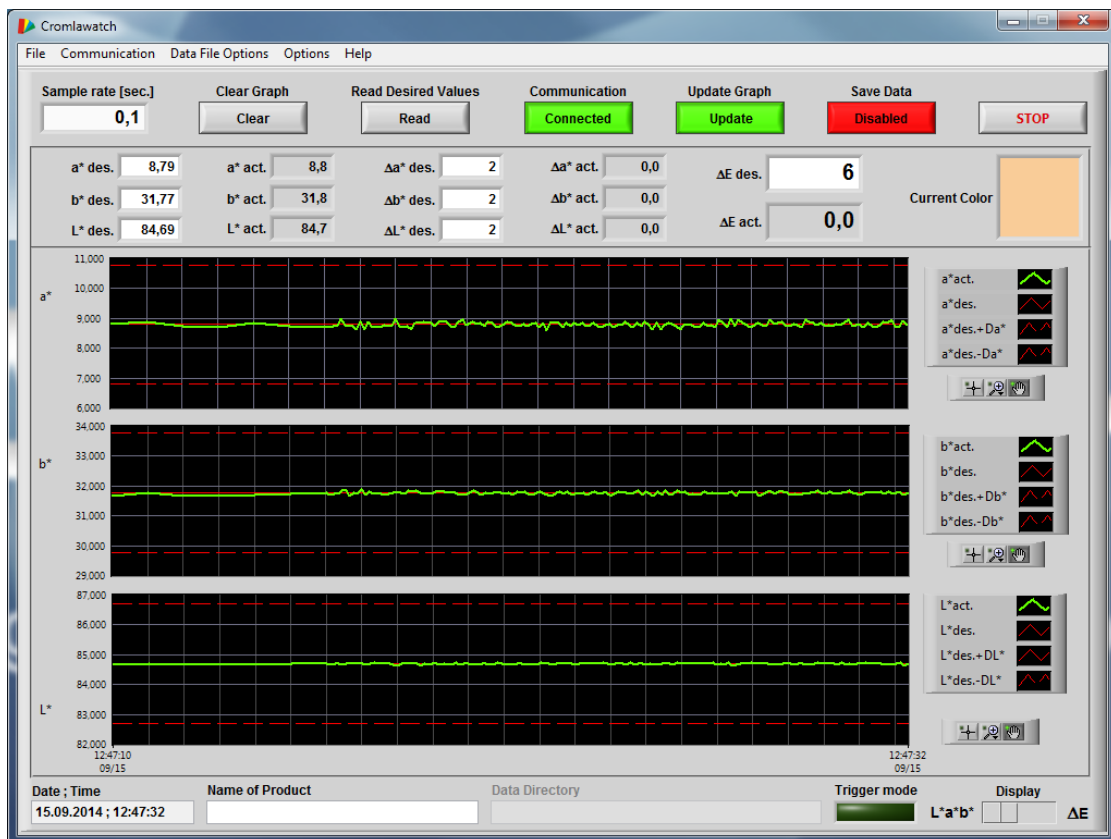 Cromlawatch
File Communication Data File Options Options Help
Sample rate [sec.] Clear Graph Read Desired Values Communication Update Graph Save Data
0,1 Clear Read Connected Update Disabled STOP
a* des. 8,79 a* act. 8,8 Δa* des. 2 Δa* act. 0,0 ΔE des. 6
b* des. 31,77 b* act. 31,8 Δb* des. 2 Δb* act. 0,0 Current Color
L* des. 84,69 L* act. 84,7 ΔL* des. 2 ΔL* act. 0,0 ΔE act. 0,0
11,000
a*
10,000
9,000
8,000
7,000
6,000
a*act.
a*des.
a*des.+Da*
a*des.-Da*
34,000
b*
33,000
32,000
31,000
30,000
29,000
b*act.
b*des.
b*des.+Db*
b*des.-Db*
87,000
86,000
85,000
84,000
L*
83,000
82,000
L*act.
L*des.
L*des.+DL*
L*des.-DL*
12:47:10 12:47:32
09/15 09/15
Date ; Time Name of Product Data Directory Trigger mode Display
15.09.2014 ; 12:47:32 L*a*b* ΔE